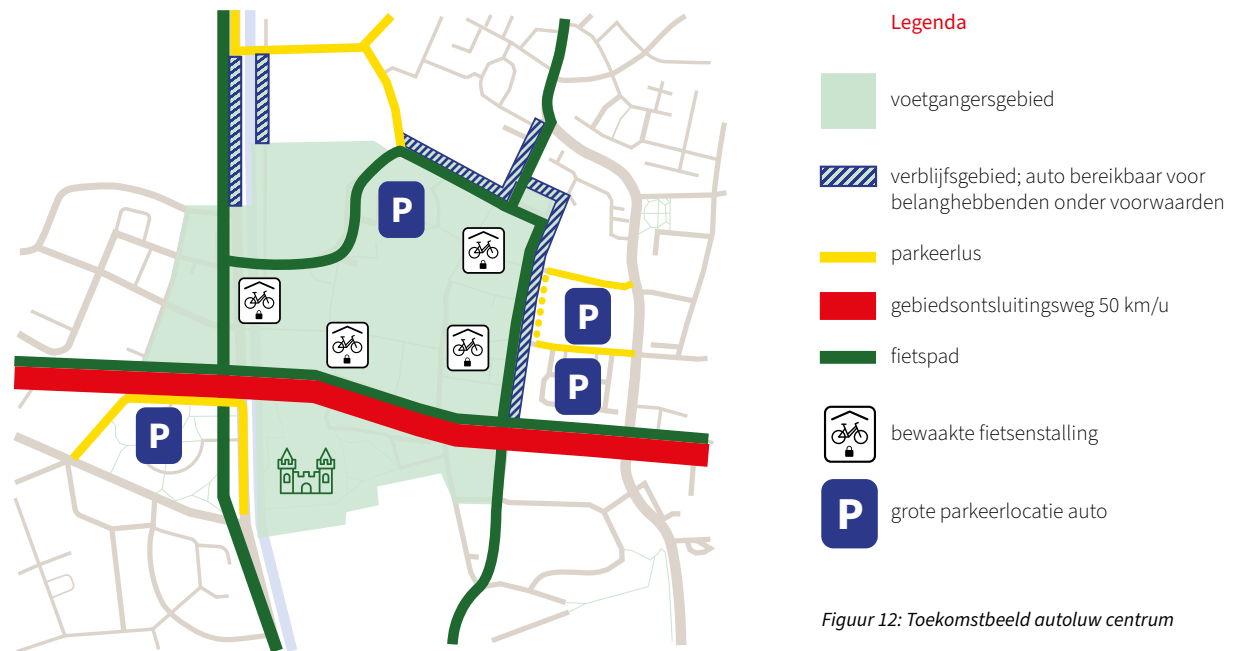 P
P
P
P
Legenda
voetgangersgebied
verblijfsgebied; auto bereikbaar voor
belanghebbenden onder voorwaarden
parkeerlus
gebiedsontsluitingsweg 50 km/u
fietspad
bewaakte fietsenstalling
P
grote parkeerlocatie auto
Figuur 12: Toekomstbeeld autoluw centrum